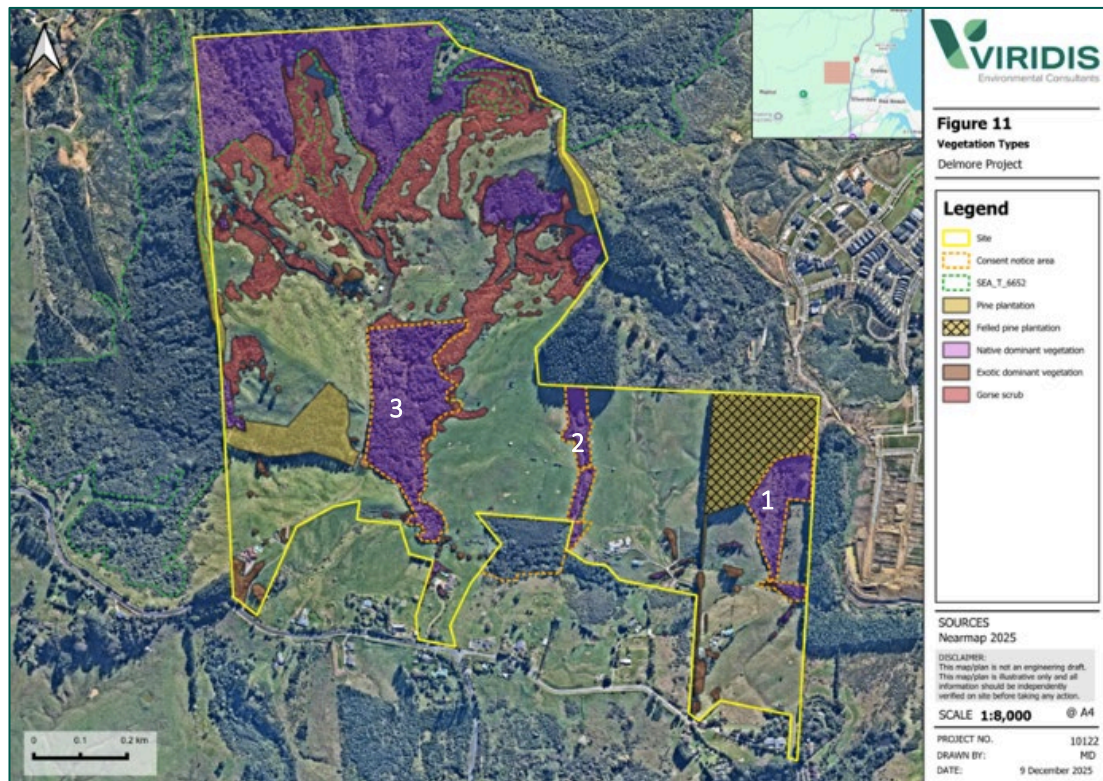 VIRIDIS
Environmental Consultants
Figure 11
Vegetation Types
Delmore Project
Legend
Site
Consent notice area
SEA_T_6652
Pine plantation
Felled pine plantation
Native dominant vegetation
Exotic dominant vegetation
Gorse scrub
3
2
1
SOURCES
Nearmap 2025
DISCLAIMER:
This map/plan is not an engineering draft.
This map/plan is illustrative only and all
information should be independently
verified on site before taking any action.
SCALE 1:8,000 @ A4
PROJECT NO. 10122
DRAWN BY: MD
DATE: 9 December 2025
0 0.1 0.2 km